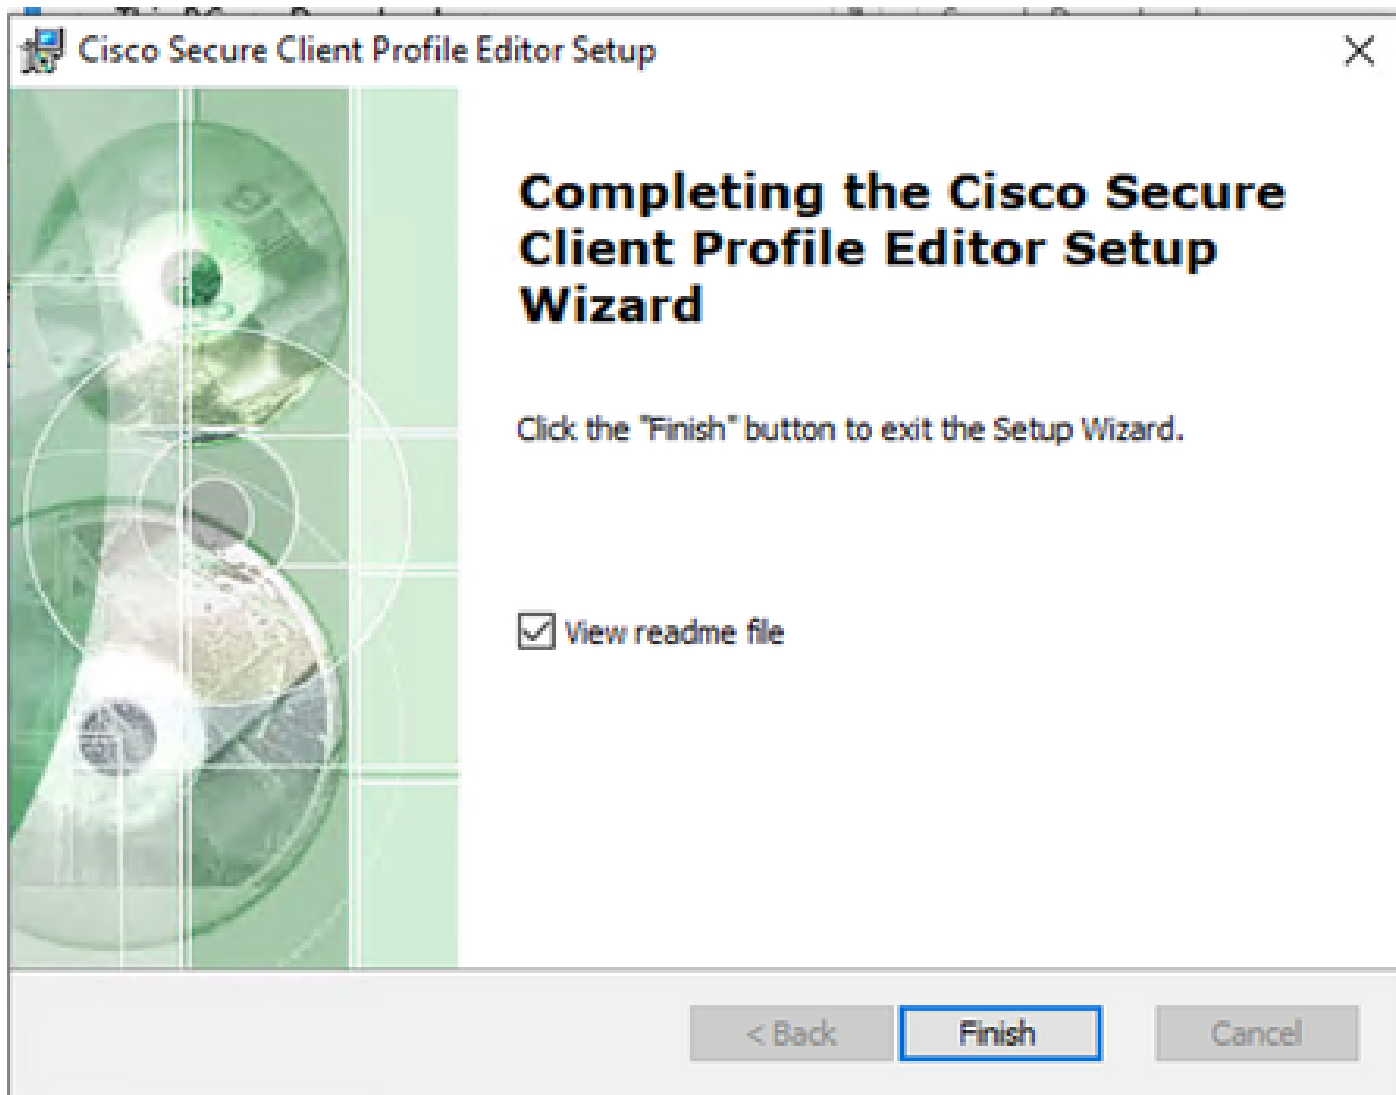 Cisco Secure Client Profile Editor Setup
Completing the Cisco Secure
Client Profile Editor Setup
Wizard
Click the "Finish" button to exit the Setup Wizard.
View readme file
< Back
Finish
Cancel